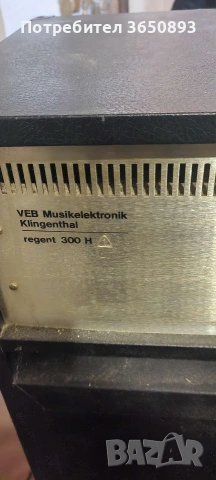 Потребител 3650893
VEB Musikelektronik
Klingenthal
regent 300 H
BAZAR